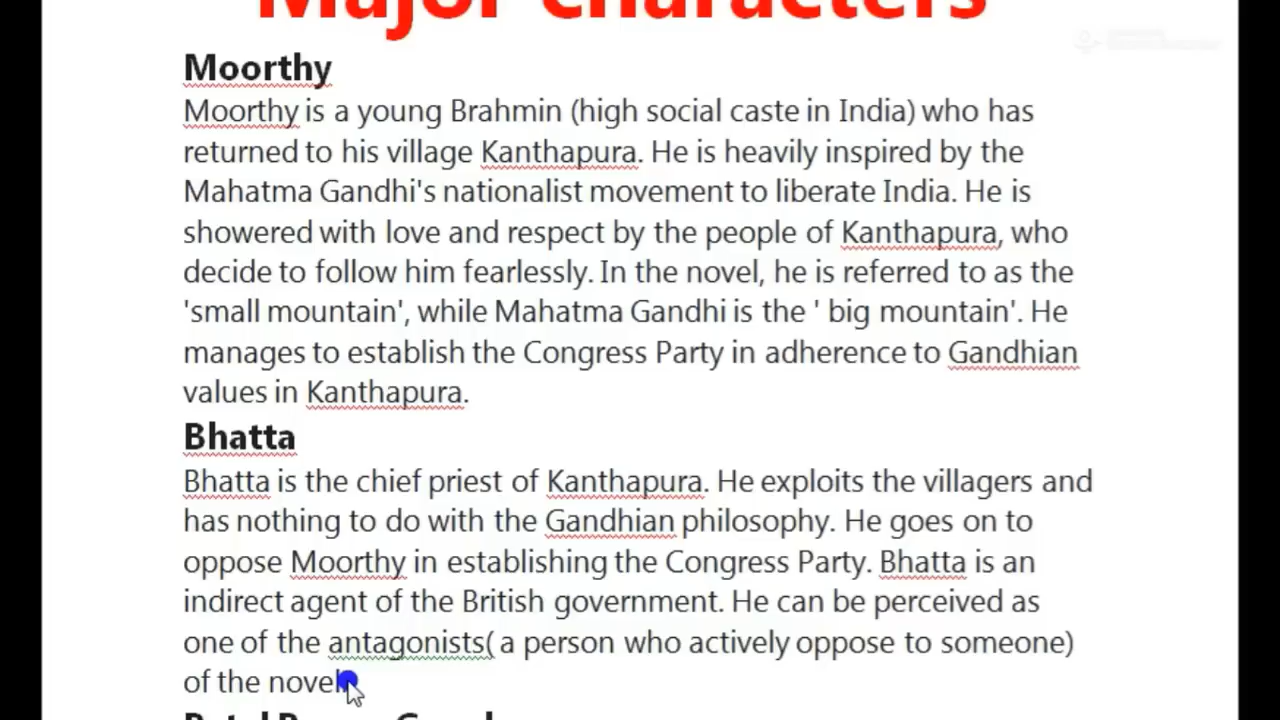 Major Characters
Moorthy
Moorthy is a young Brahmin (high social caste in India) who has
returned to his village Kanthapura. He is heavily inspired by the
Mahatma Gandhi's nationalist movement to liberate India. He is
showered with love and respect by the people of Kanthapura, who
decide to follow him fearlessly. In the novel, he is referred to as the
'small mountain', while Mahatma Gandhi is the ' big mountain'. He
manages to establish the Congress Party in adherence to Gandhian
values in Kanthapura.
Bhatta
Bhatta is the chief priest of Kanthapura. He exploits the villagers and
has nothing to do with the Gandhian philosophy. He goes on to
oppose Moorthy in establishing the Congress Party. Bhatta is an
indirect agent of the British government. He can be perceived as
one of the antagonists( a person who actively oppose to someone)
of the novel